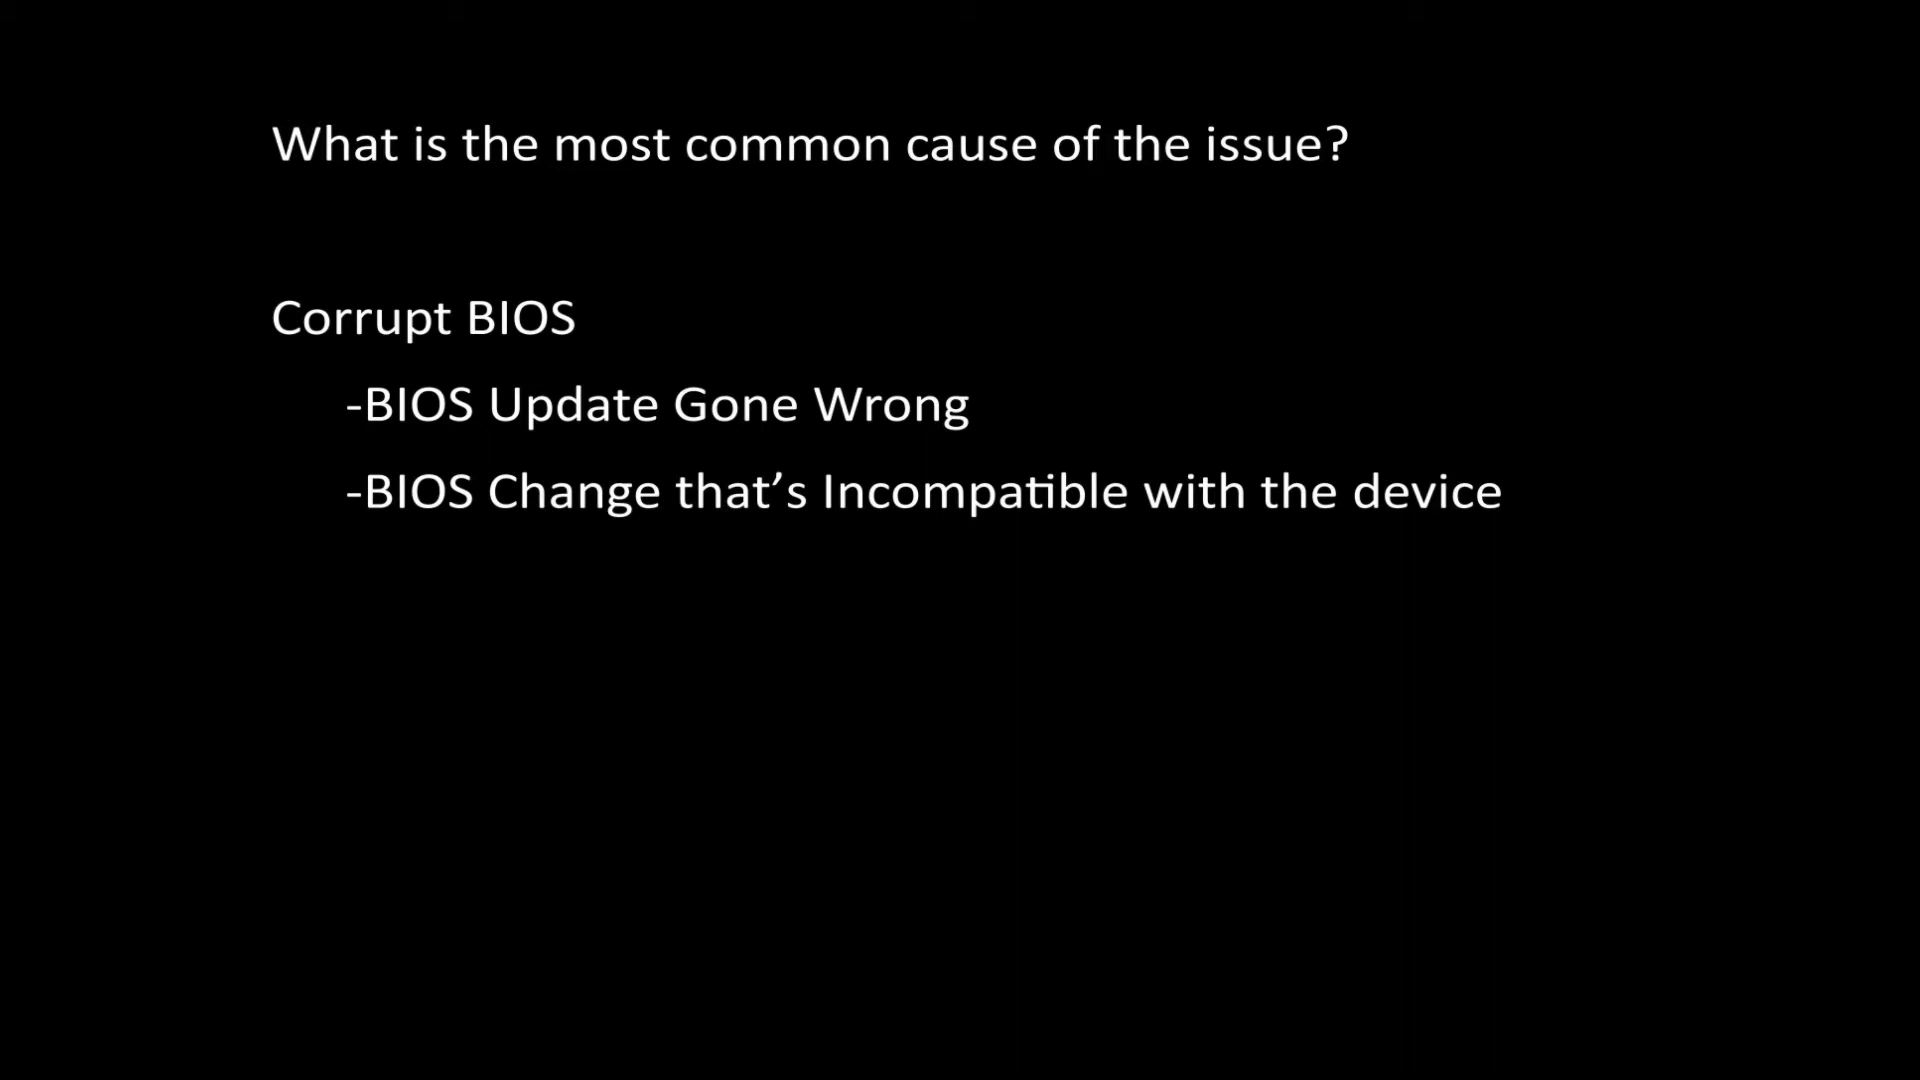 What is the most common cause of the issue?
Corrupt BIOS
-BIOS Update Gone Wrong
-BIOS Change that’s Incompatible with the device